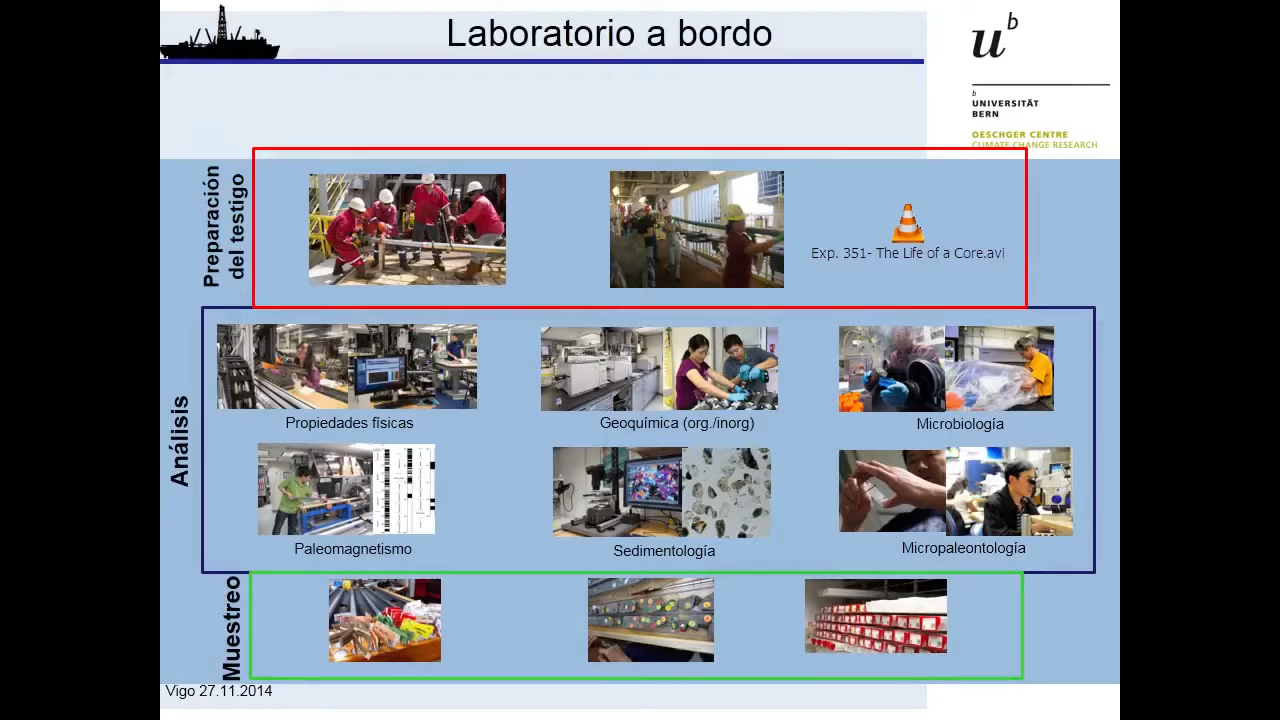 Laboratorio a bordo
u
b
b
UNIVERSITÄT
BERN
OESCHGER CENTRE
CLIMATE CHANGE RESEARCH
Preparación
del testigo
Exp. 351- The Life of a Core.avi
Análisis
Propiedades físicas
Geoquímica (org./inorg)
Microbiología
Paleomagnetismo
Sedimentología
Micropaleontología
Muestreo
Vigo 27.11.2014